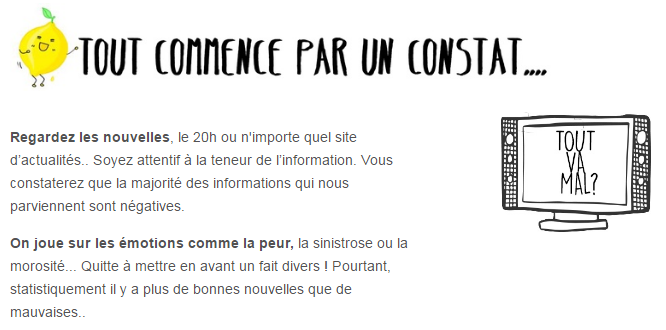 TOUT COMMENCE PAR UN CONSTAT....
Regardez les nouvelles, le 20h ou n'importe quel site
d'actualités.. Soyez attentif à la teneur de l'information. Vous
constaterez que la majorité des informations qui nous
parviennent sont négatives.
On joue sur les émotions comme la peur, la sinistrose ou la
morosité... Quitte à mettre en avant un fait divers ! Pourtant,
statistiquement il y a plus de bonnes nouvelles que de
mauvaises..
TOUT
VA
MAL?